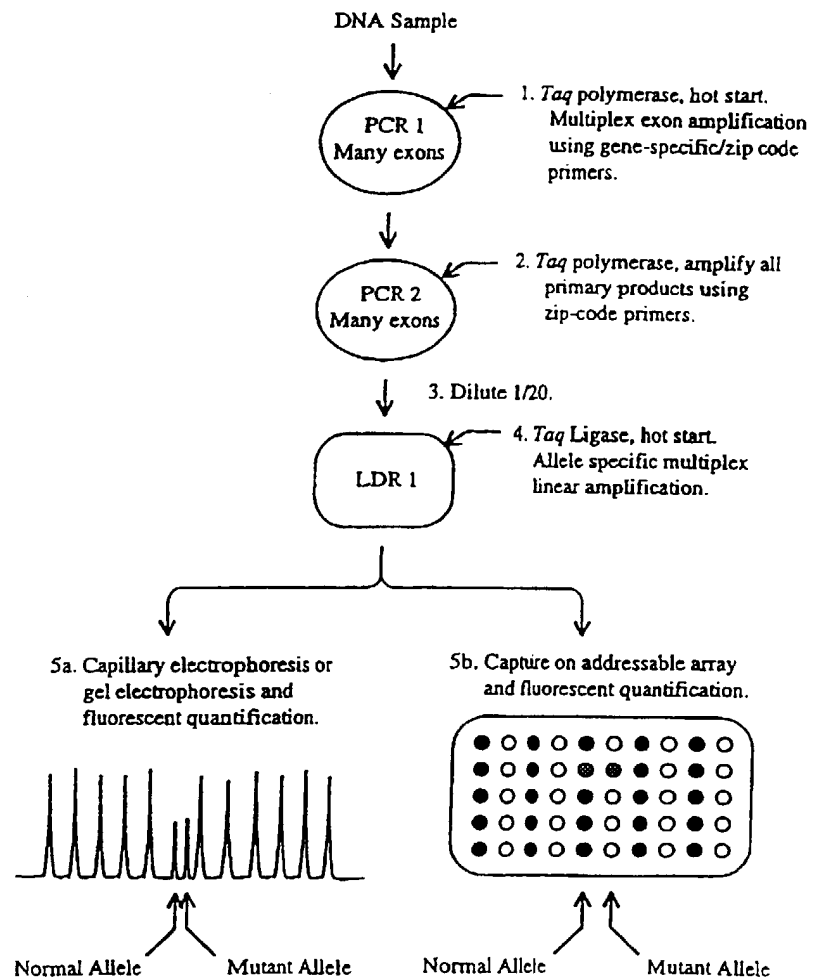 DNA Sample
PCR 1
Many exons
1. Taq polymerase, hot start.
Multiplex exon amplification
using gene-specific/zip code
primers.
PCR 2
Many exons
2. Taq polymerase, amplify all
primary products using
zip-code primers.
3. Dilute 1/20.
LDR 1
4. Taq Ligase, hot start.
Allele specific multiplex
linear amplification.
5a. Capillary electrophoresis or
gel electrophoresis and
fluorescent quantification.
5b. Capture on addressable array
and fluorescent quantification.
Normal Allele
Mutant Allele
Normal Allele
Mutant Allele